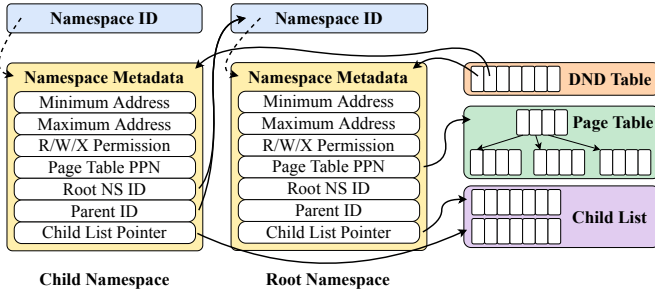 Namespace ID
Namespace Metadata
Minimum Address
Maximum Address
R/W/X Permission
Page Table PPN
Root NS ID
Parent ID
Child List Pointer
Child Namespace
Namespace ID
Namespace Metadata
Minimum Address
Maximum Address
R/W/X Permission
Page Table PPN
Root NS ID
Parent ID
Child List Pointer
Root Namespace
DND Table
Page Table
Child List